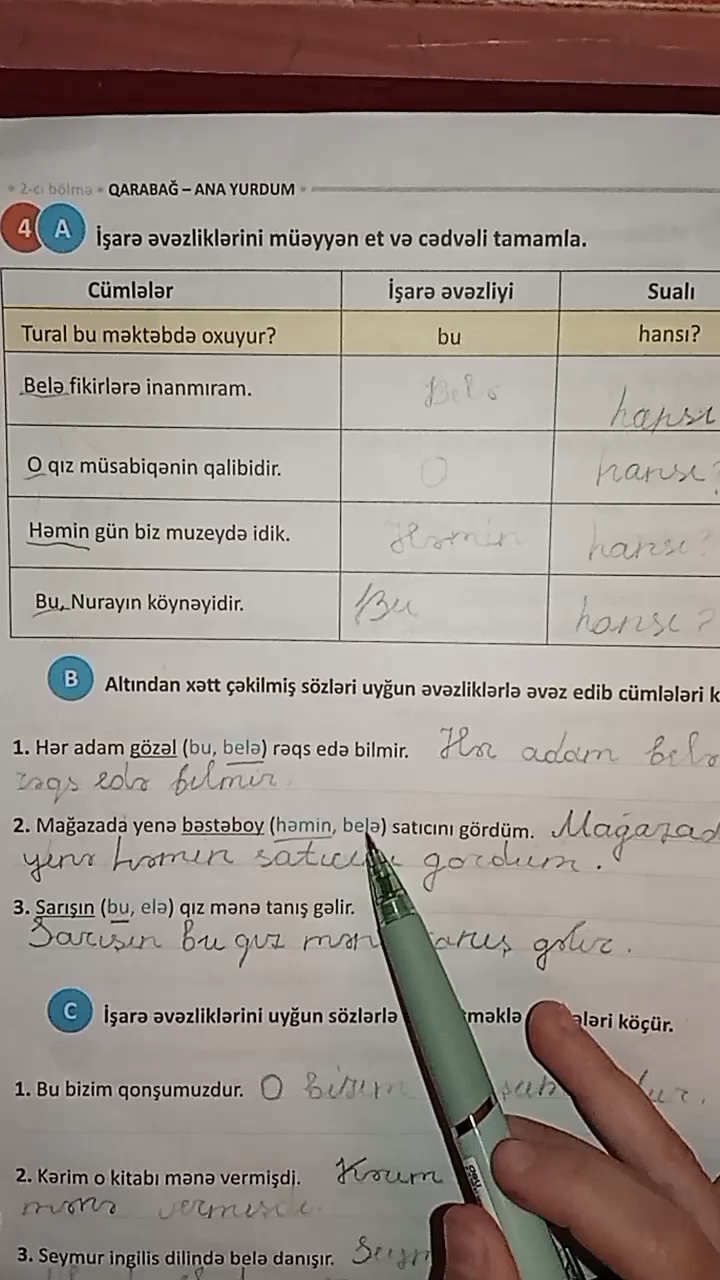 • 2-ci bölmə • QARABAĞ – ANA YURDUM •
4 A İşarə əvəzliklərini müəyyən et və cədvəli tamamla.
Cümlələr İşarə əvəzliyi Sualı
Tural bu məktəbdə oxuyur? bu hansı?
Belə fikirlərə inanmıram. Belə hansı
O qız müsabiqənin qalibidir. O hansı?
Həmin gün biz muzeydə idik. Həmin hansı?
Bu, Nurayın köynəyidir. Bu hansı?
B Altından xətt çəkilmiş sözləri uyğun əvəzliklərlə əvəz edib cümlələri k
1. Hər adam gözəl (bu, belə) rəqs edə bilmir. Hər adam belə
rəqs edə bilmir.
2. Mağazada yenə bəstəboy (həmin, belə) satıcını gördüm. Mağazad
yenə həmin satıcını gördüm.
3. Sarışın (bu, elə) qız mənə tanış gəlir.
Sarışın bu qız gəlir.
C İşarə əvəzliklərini uyğun sözlərlə köçür.
1. Bu bizim qonşumuzdur. O bizim
2. Kərim o kitabı mənə vermişdi. Kərim
mənə vermişdi.
3. Seymur ingilis dilində belə danışır. Seym